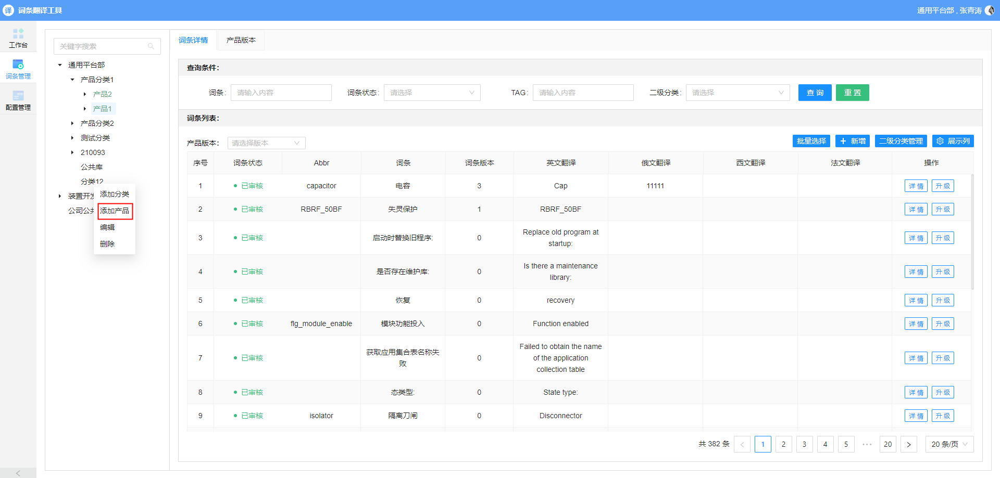 译 词条翻译工具
通用平台部 , 张青涛
工作台
词条管理
配置管理
关键字搜索
通用平台部
产品分类1
产品2
产品1
产品分类2
测试分类
210093
公共库
分类12
装置开发
公司公共
添加分类
添加产品
编辑
删除
词条详情 产品版本
查询条件:
词条: 请输入内容 词条状态: 请选择 TAG: 请输入内容 二级分类: 请选择 查 询 重 置
词条列表:
产品版本: 请选择版本 批量选择 新增 二级分类管理 展示列
序号 词条状态 Abbr 词条 词条版本 英文翻译 俄文翻译 西文翻译 法文翻译 操作
1 已审核 capacitor 电容 3 Cap 11111 详 情 升 级
2 已审核 RBRF_50BF 失灵保护 1 RBRF_50BF 详 情 升 级
3 已审核 启动时替换旧程序: 0 Replace old program at
startup: 详 情 升 级
4 已审核 是否存在维护库: 0 Is there a maintenance
library: 详 情 升 级
5 已审核 恢复 0 recovery 详 情 升 级
6 已审核 flg_module_enable 模块功能投入 0 Function enabled 详 情 升 级
7 已审核 获取应用集合表名称失
败 0 Failed to obtain the name
of the application
collection table 详 情 升 级
8 已审核 态类型: 0 State type: 详 情 升 级
9 已审核 isolator 隔离刀闸 0 Disconnector 详 情 升 级
共 382 条 < 1 2 3 4 5 ••• 20 > 20 条/页